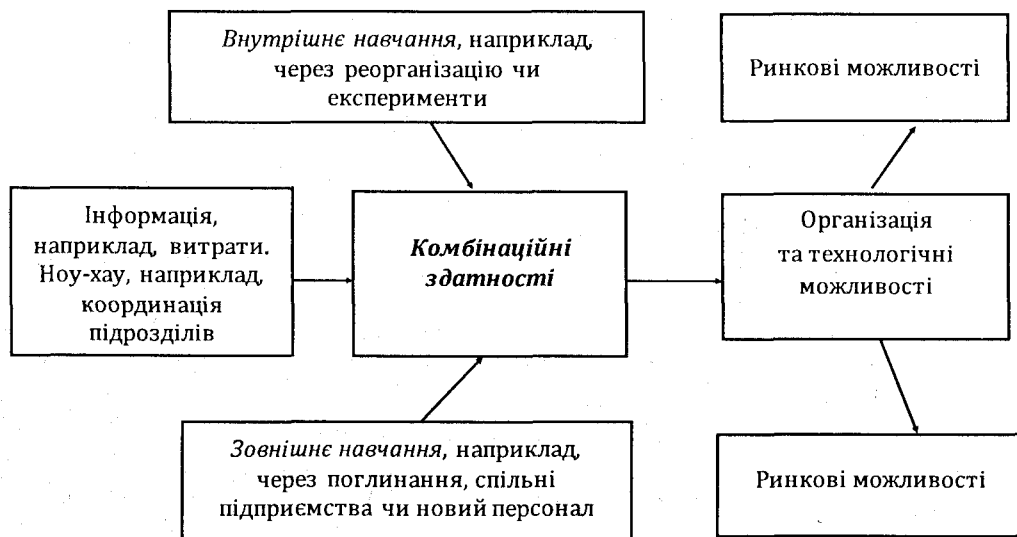 Внутрішнє навчання, наприклад,
через реорганізацію чи
експерименти
Ринкові можливості
Інформація,
наприклад, витрати.
Ноу-хау, наприклад,
координація
підрозділів
Комбінаційні
здатності
Організація
та технологічні
можливості
Зовнішнє навчання, наприклад,
через поглинання, спільні
підприємства чи новий персонал
Ринкові можливості